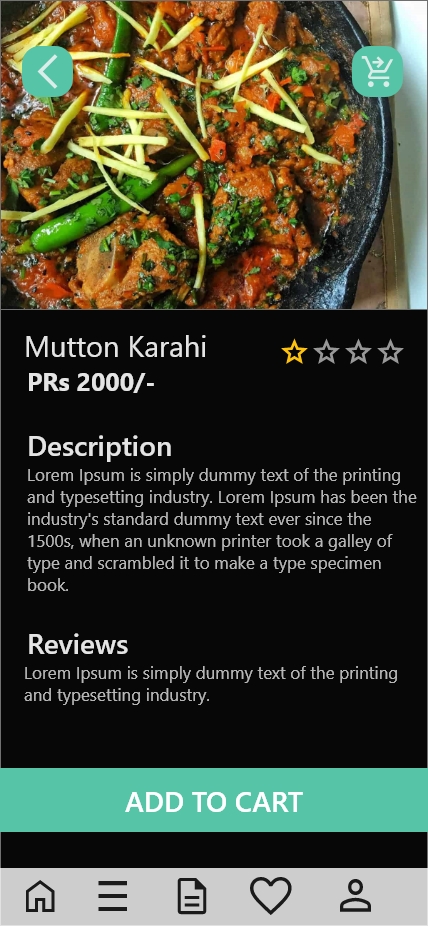 Mutton Karahi
PRs 2000/-
Description
Lorem Ipsum is simply dummy text of the printing
and typesetting industry. Lorem Ipsum has been the
industry's standard dummy text ever since the
1500s, when an unknown printer took a galley of
type and scrambled it to make a type specimen
book.
Reviews
Lorem Ipsum is simply dummy text of the printing
and typesetting industry.
ADD TO CART